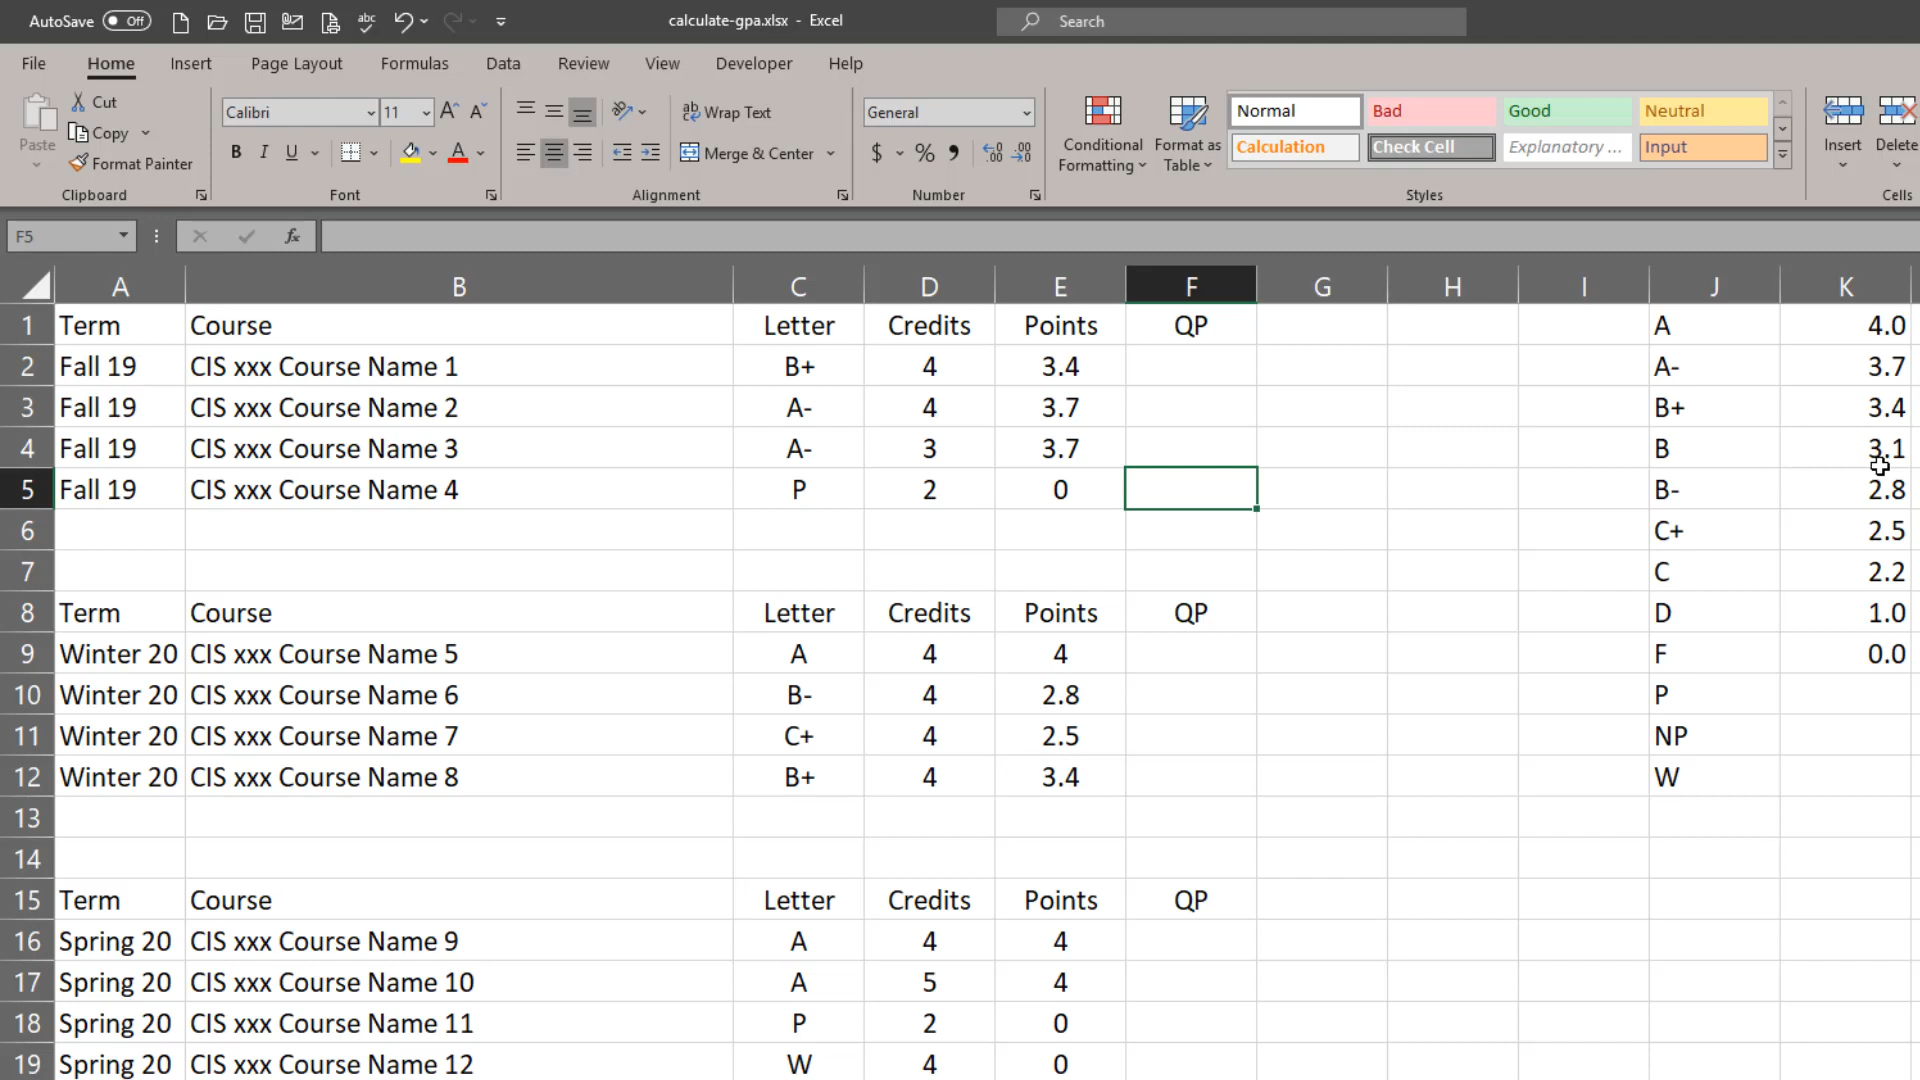 AutoSave Off calculate-gpa.xlsx - Excel Search
File Home Insert Page Layout Formulas Data Review View Developer Help
Paste Cut Copy Format Painter Clipboard
Calibri 11 B I U A Font
Wrap Text Merge & Center Alignment
General $ % Number
Conditional Formatting Format as Table
Normal Bad Good Neutral
Calculation Check Cell Explanatory ... Input
Styles
Insert Delete Cells
F5 fx
A B C D E F G H I J K
1 Term Course Letter Credits Points QP A 4.0
2 Fall 19 CIS xxx Course Name 1 B+ 4 3.4 A- 3.7
3 Fall 19 CIS xxx Course Name 2 A- 4 3.7 B+ 3.4
4 Fall 19 CIS xxx Course Name 3 A- 3 3.7 B 3.1
5 Fall 19 CIS xxx Course Name 4 P 2 0 B- 2.8
6 C+ 2.5
7 C 2.2
8 Term Course Letter Credits Points QP D 1.0
9 Winter 20 CIS xxx Course Name 5 A 4 4 F 0.0
10 Winter 20 CIS xxx Course Name 6 B- 4 2.8 P
11 Winter 20 CIS xxx Course Name 7 C+ 4 2.5 NP
12 Winter 20 CIS xxx Course Name 8 B+ 4 3.4 W
13
14
15 Term Course Letter Credits Points QP
16 Spring 20 CIS xxx Course Name 9 A 4 4
17 Spring 20 CIS xxx Course Name 10 A 5 4
18 Spring 20 CIS xxx Course Name 11 P 2 0
19 Spring 20 CIS xxx Course Name 12 W 4 0